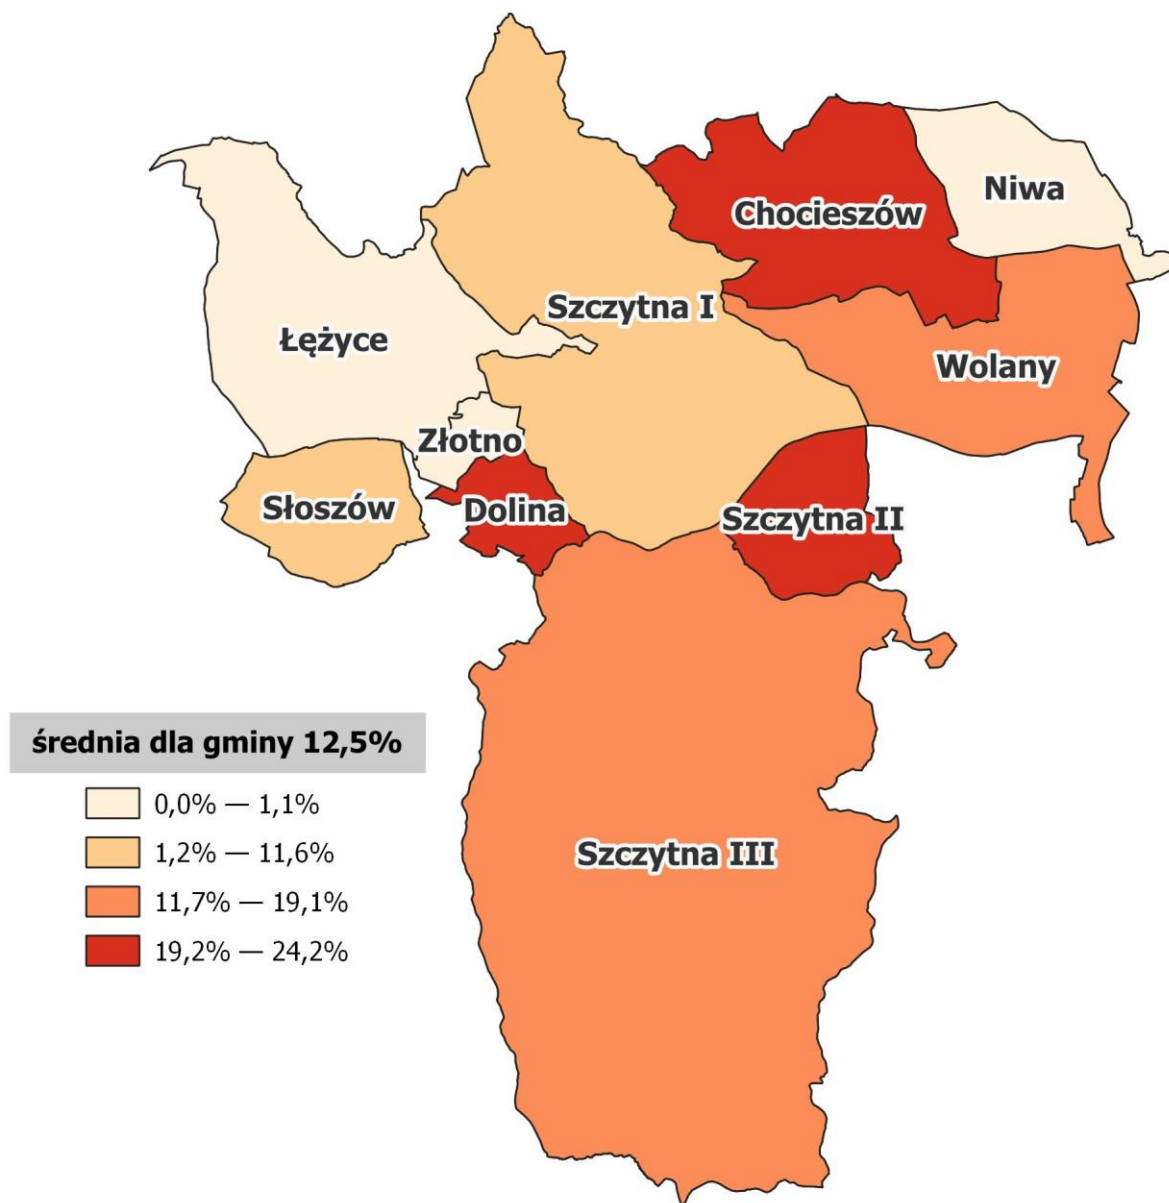 Niwa
Chocieszów
Szczytna I
Łężyce
Wolany
Złotno
Słoszów
Dolina
Szczytna II
średnia dla gminy 12,5%
0,0% — 1,1%
1,2% — 11,6%
11,7% — 19,1%
19,2% — 24,2%
Szczytna III